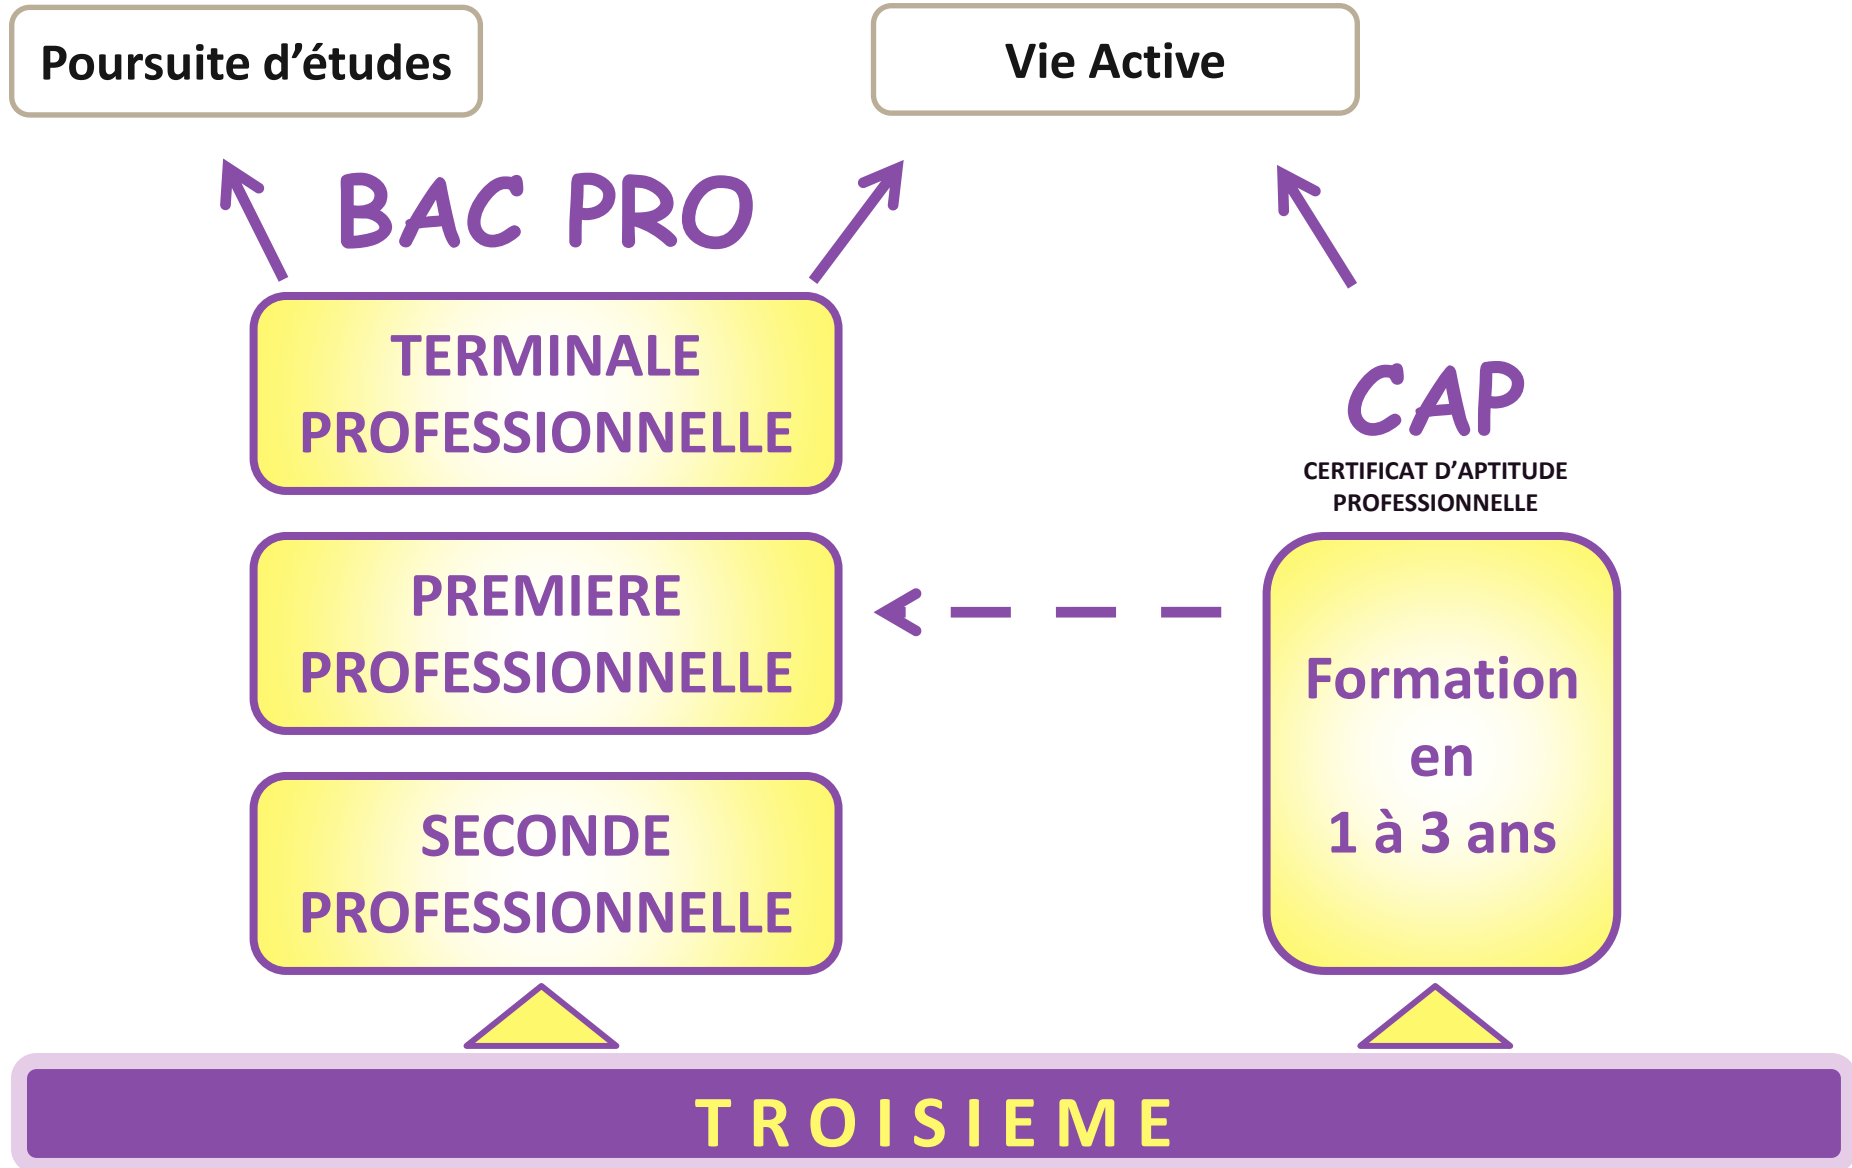 Poursuite d’études
Vie Active
BAC PRO
TERMINALE
PROFESSIONNELLE
CAP
CERTIFICAT D’APTITUDE
PROFESSIONNELLE
PREMIERE
PROFESSIONNELLE
Formation
en
1 à 3 ans
SECONDE
PROFESSIONNELLE
TROISIEME